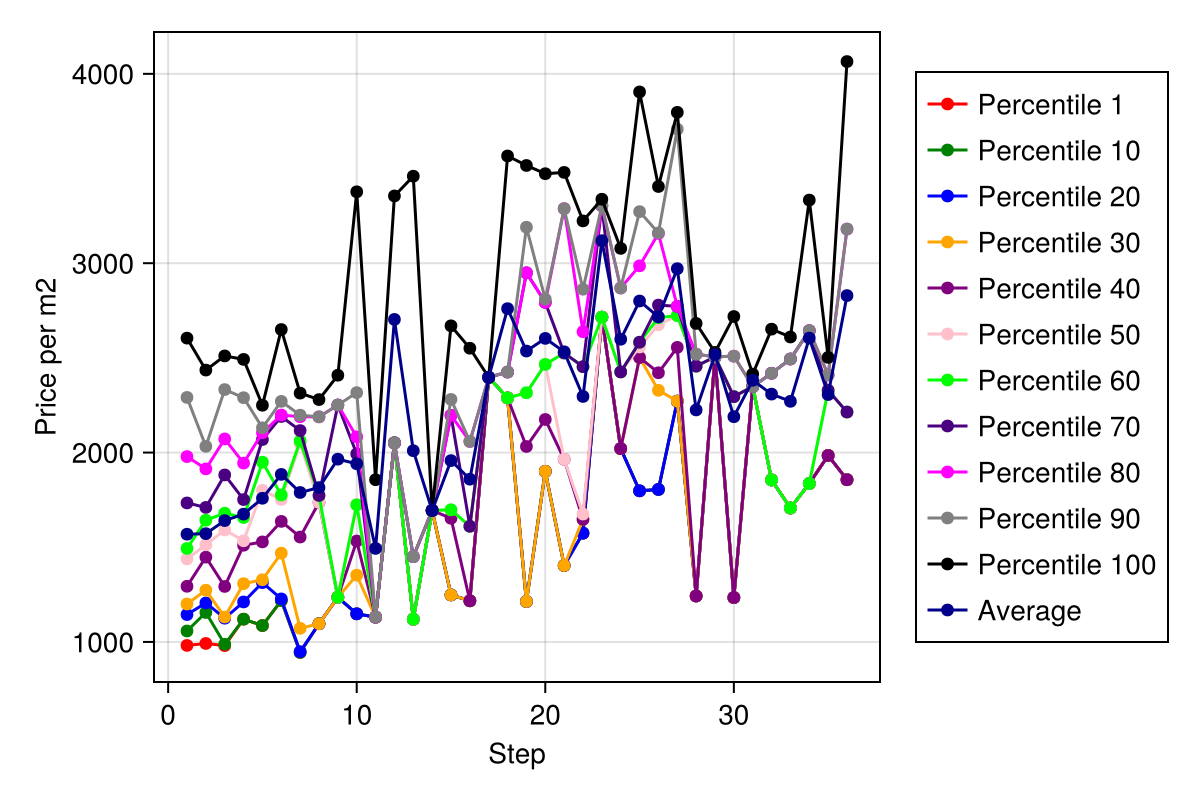 4000
3000
2000
1000
Price per m2
0 10 20 30
Step
Percentile 1
Percentile 10
Percentile 20
Percentile 30
Percentile 40
Percentile 50
Percentile 60
Percentile 70
Percentile 80
Percentile 90
Percentile 100
Average